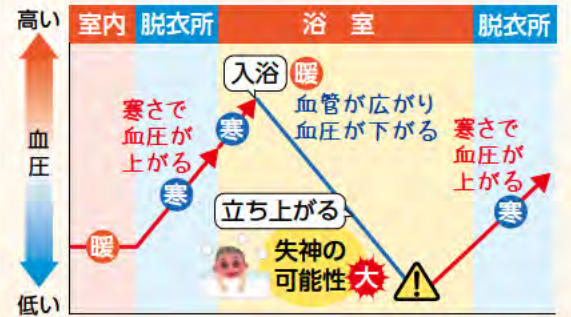 高い
室内
脱衣所
浴室
脱衣所
入浴
暖
寒さで
血圧が
上がる
寒
寒
血管が広がり
血圧が下がる
寒さで
血圧が
上がる
寒
血圧
立ち上がる
暖
失神の
可能性
大
低い